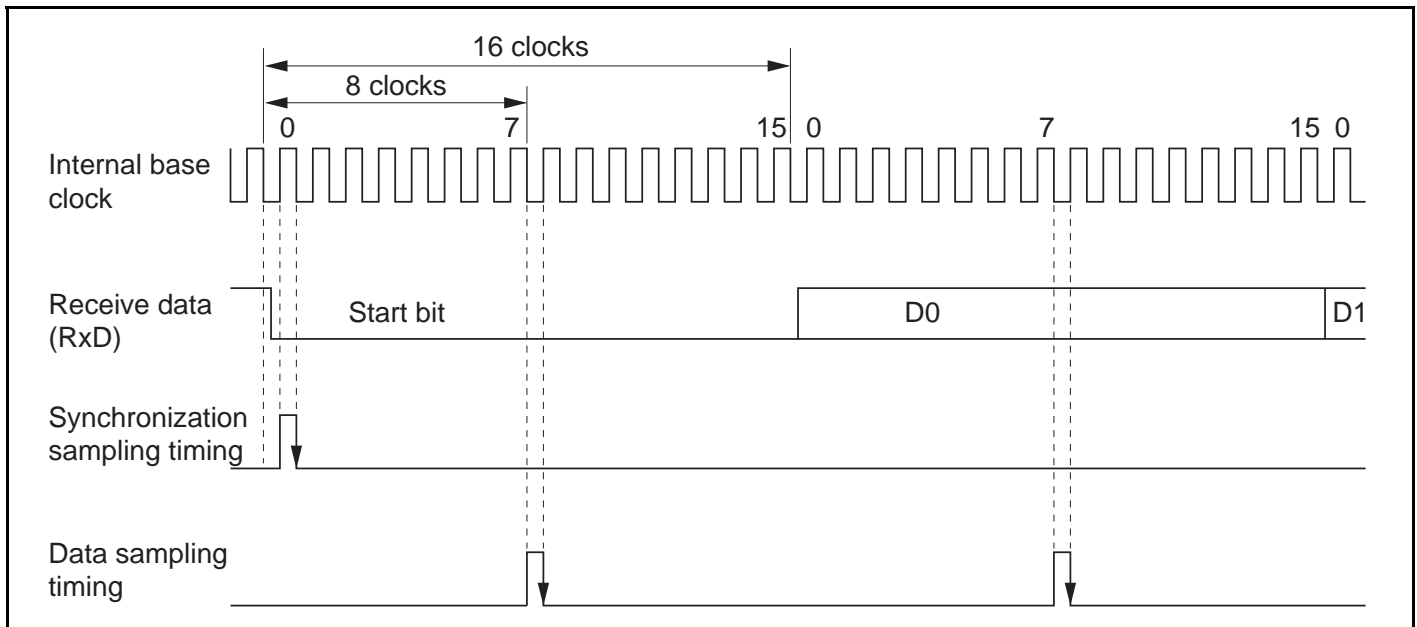 16 clocks
8 clocks
0 7 15 0 7 15 0
Internal base
clock
Receive data
(RxD)
Start bit D0 D1
Synchronization
sampling timing
Data sampling
timing